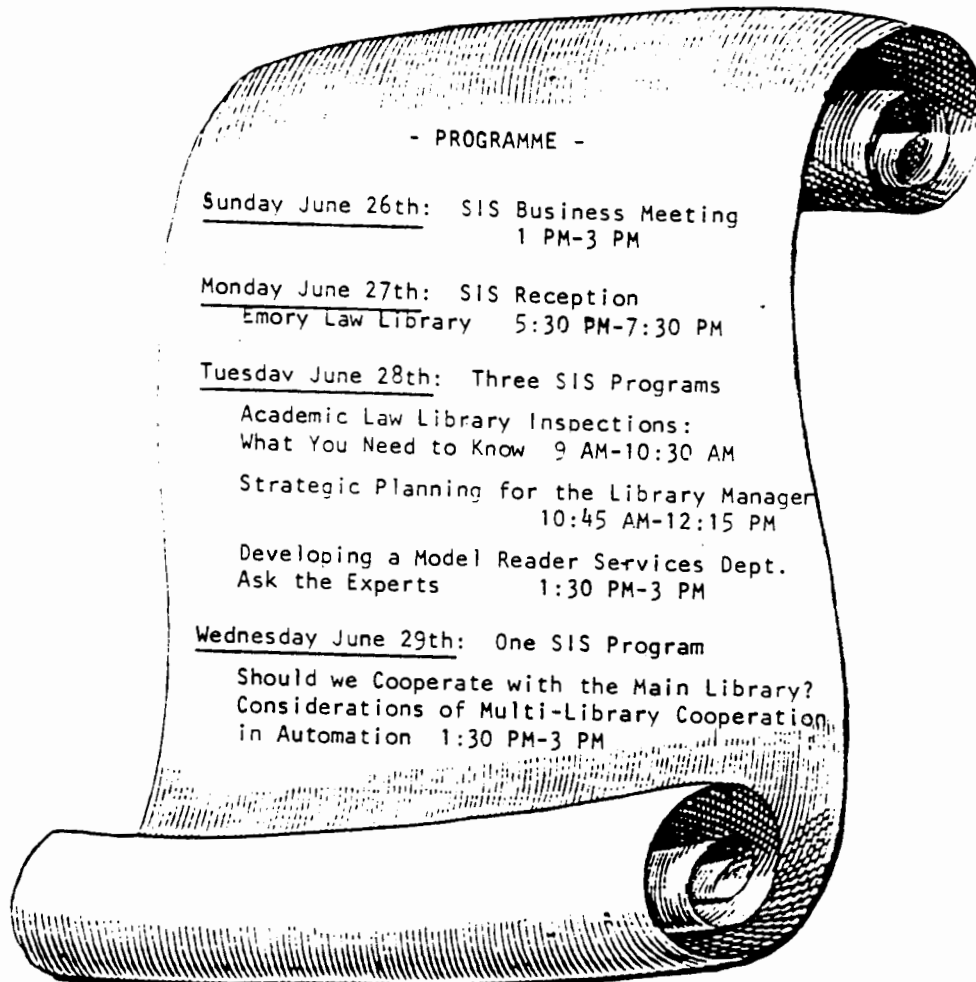 - PROGRAMME -
Sunday June 26th: SIS Business Meeting
1 PM-3 PM
Monday June 27th: SIS Reception
Emory Law Library 5:30 PM-7:30 PM
Tuesday June 28th: Three SIS Programs
Academic Law Library Inspections:
What You Need to Know 9 AM-10:30 AM
Strategic Planning for the Library Manager
10:45 AM-12:15 PM
Developing a Model Reader Services Dept.
Ask the Experts 1:30 PM-3 PM
Wednesday June 29th: One SIS Program
Should we Cooperate with the Main Library?
Considerations of Multi-Library Cooperation
in Automation 1:30 PM-3 PM